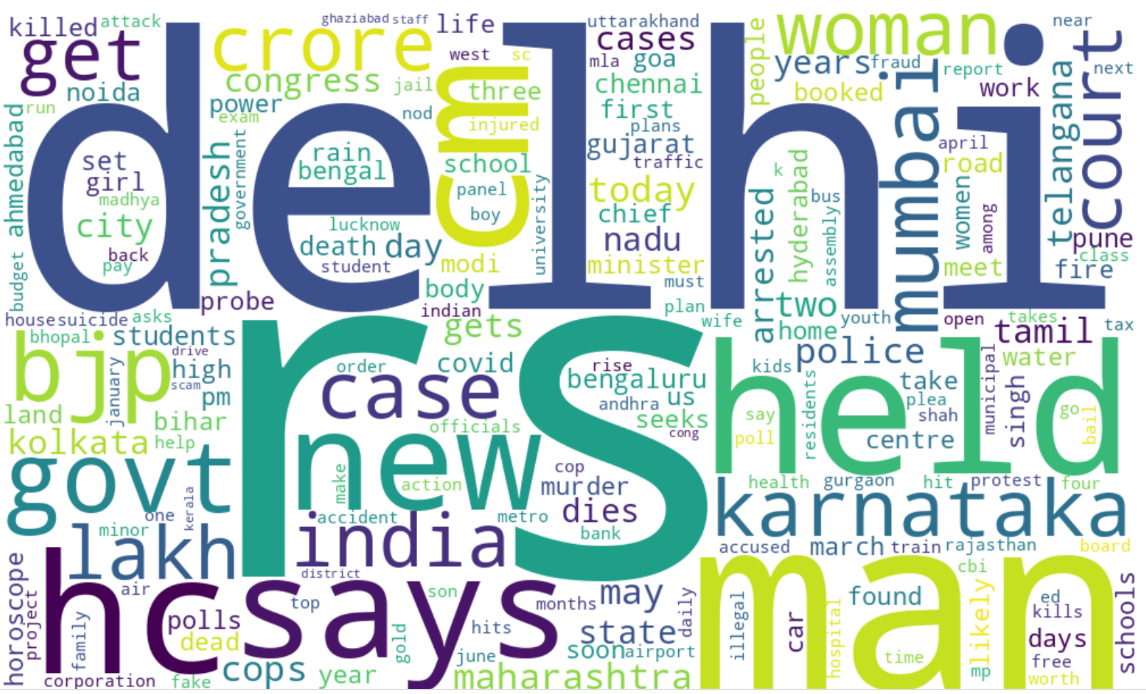 killed
attack
get
crore
ghaziabad
staff
life
uttarakhand
cases
people
woman
near
noida
congress
west
sc
mla
goa
years
fraud
report
next
run
power
jail
three
chennai
booked
work
court
exam
nod
cm
injured
first
mumbai
telangana
ahmedabad
delhi
set
girl
madhya
city
back
pay
pradesh
government
rain
bengal
lucknow
death
day
student
school
panel
boy
university
plans
gujarat
traffic
today
chief
nadu
minister
k
bus
hyderabad
arrested
assembly
april
road
women
among
meet
pune
class
fire
budget
probe
modi
body
indian
must
plan
two
home
youth
open
takes
tax
house
suicide
asks
gets
wife
tamil
bhopal
students
bjp
january
drive
high
scam
pm
rs
order
covid
rise
bengaluru
andhra
us
seeks
cong
police
kids
take
plea
shah
municipal
singh
water
land
bihar
kolkata
help
case
officials
news
held
say
poll
residents
centre
go
bail
govt
make
action
cop
murder
dies
metro
bank
health
gurgaon
hit
protest
four
karnataka
one
minor
kerala
accident
lakh
india
district
accused
march
train
rajasthan
board
horoscope
project
air
hc
says
polls
dead
family
top
son
months
may
daily
man
cbi
found
likely
ed
kills
schools
cops
gold
hits
state
soon
airport
illegal
car
hospital
time
days
free
corporation
fake
year
june
maharashtra
mp
worth